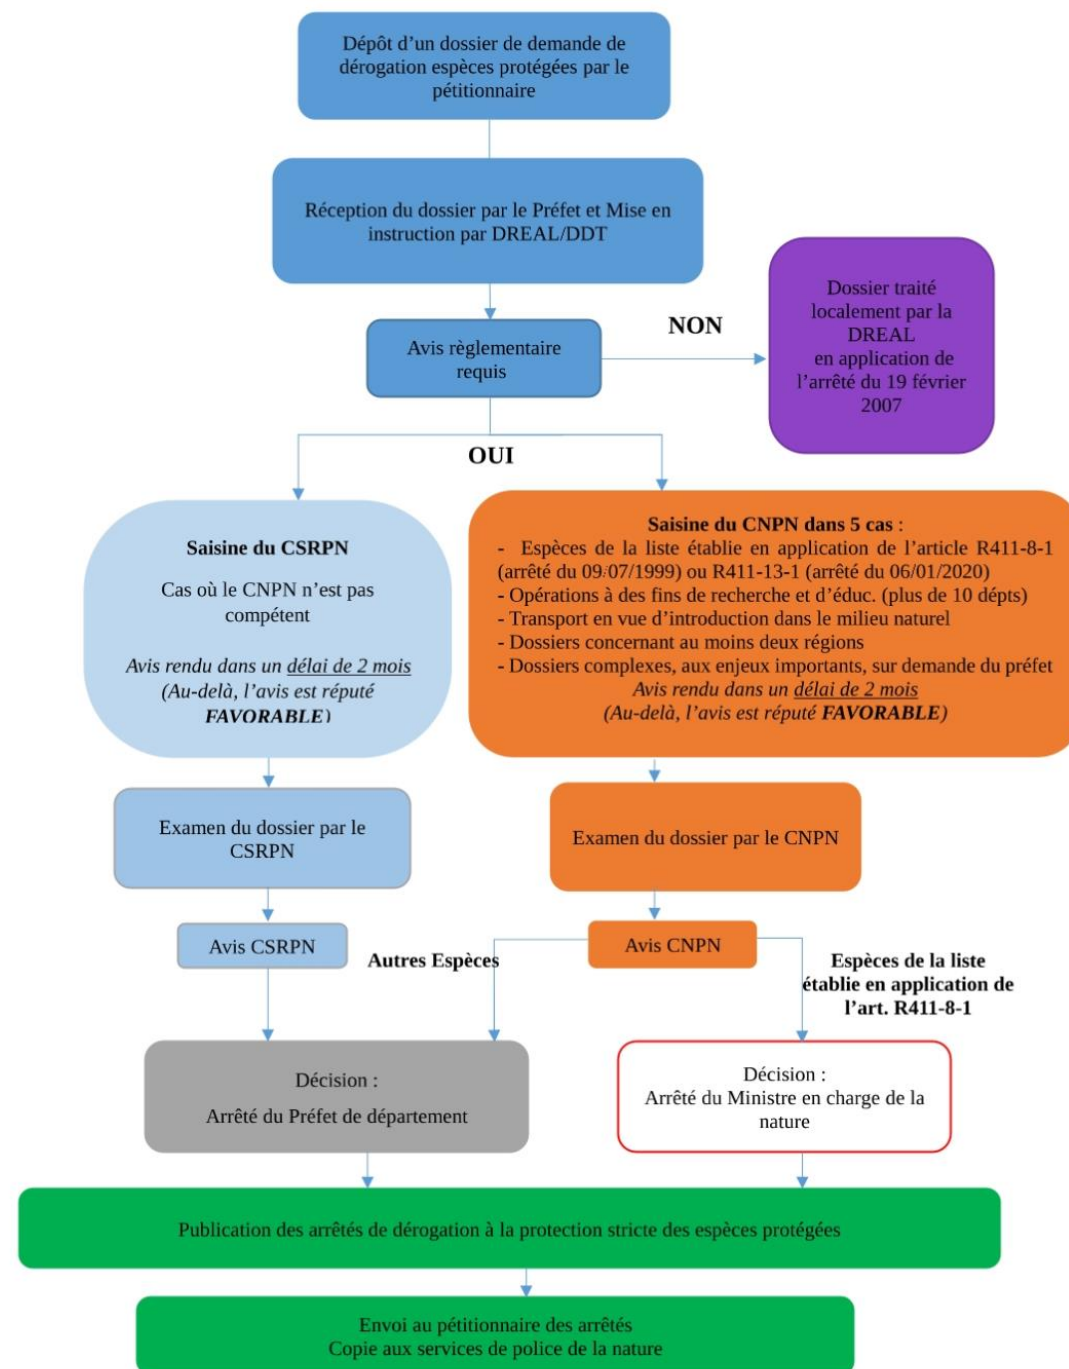 Dépôt d’un dossier de demande de
dérogation espèces protégées par le
pétitionnaire
Réception du dossier par le Préfet et Mise en
instruction par DREAL/DDT
Avis règlementaire
requis
NON
Dossier traité
localement par la
DREAL
en application de
l’arrêté du 19 février
2007
OUI
Saisine du CSRPN
Cas où le CNPN n’est pas
compétent
Avis rendu dans un délai de 2 mois
(Au-delà, l’avis est réputé
FAVORABLE)
Saisine du CNPN dans 5 cas :
- Espèces de la liste établie en application de l’article R411-8-1
(arrêté du 09/07/1999) ou R411-13-1 (arrêté du 06/01/2020)
- Opérations à des fins de recherche et d’éduc. (plus de 10 dépts)
- Transport en vue d’introduction dans le milieu naturel
- Dossiers concernant au moins deux régions
- Dossiers complexes, aux enjeux importants, sur demande du préfet
Avis rendu dans un délai de 2 mois
(Au-delà, l’avis est réputé FAVORABLE)
Examen du dossier par le
CSRPN
Examen du dossier par le CNPN
Avis CSRPN
Avis CNPN
Autres Espèces
Espèces de la liste
établie en application de
l’art. R411-8-1
Décision :
Arrêté du Préfet de département
Décision :
Arrêté du Ministre en charge de la
nature
Publication des arrêtés de dérogation à la protection stricte des espèces protégées
Envoi au pétitionnaire des arrêtés
Copie aux services de police de la nature